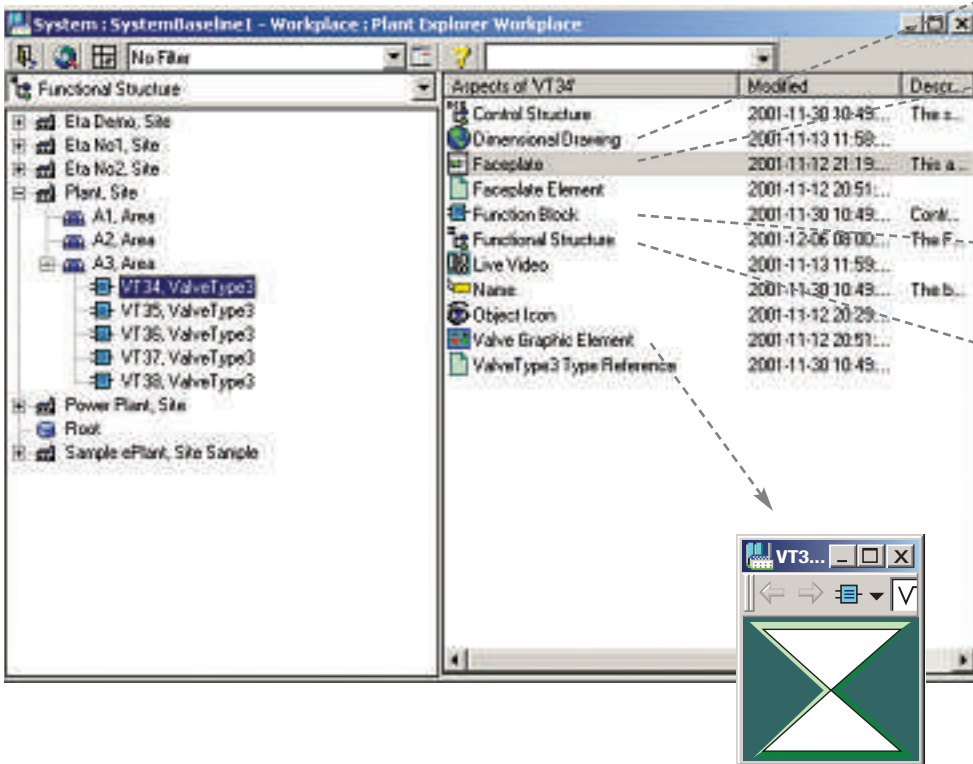 System : SystemBaseline1 - Workplace : Plant Explorer Workplace
No Filter
Functional Structure
Eta Demo, Site
Eta No1, Site
Eta No2, Site
Plant, Site
A1, Area
A2, Area
A3, Area
VT34, ValveType3
VT35, ValveType3
VT36, ValveType3
VT37, ValveType3
VT38, ValveType3
Power Plant, Site
Root
Sample ePlant, Site Sample
Aspects of 'VT34' Modified Descr...
Control Structure 2001-11-30 10:49:... The s...
Dimensional Drawing 2001-11-13 11:58:...
Faceplate 2001-11-12 21:19:... This a...
Faceplate Element 2001-11-12 20:51:...
Function Block 2001-11-30 10:49:... Contr...
Functional Structure 2001-12-06 08:00:... The F...
Live Video 2001-11-13 11:59:...
Name 2001-11-30 10:49:... The b...
Object Icon 2001-11-12 20:29:...
Valve Graphic Element 2001-11-12 20:51:...
ValveType3 Type Reference 2001-11-30 10:49:...
VT3...